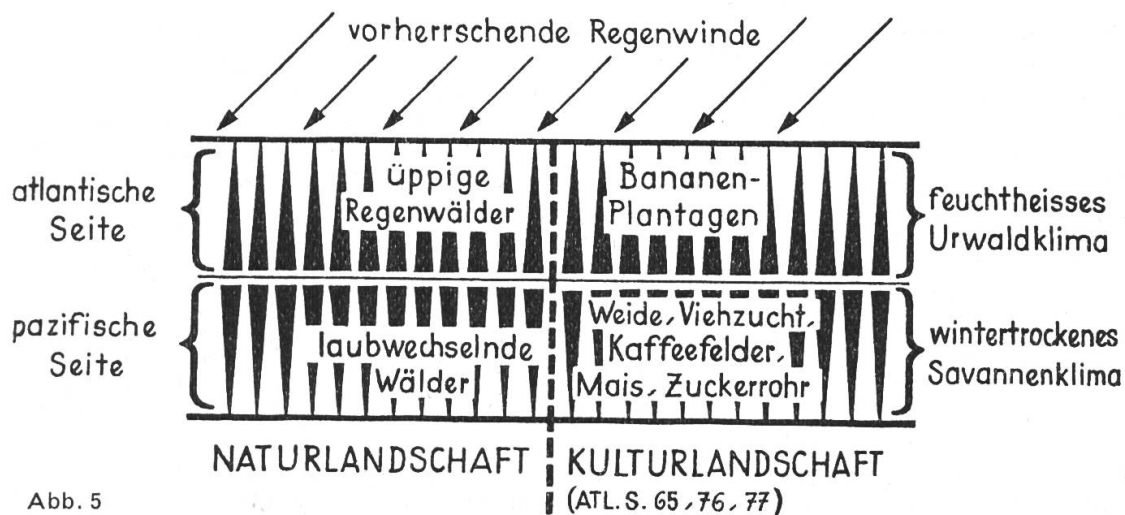 vorherrschende Regenwinde
atlantische
Seite
üppige
Regenwälder
Bananen-
Plantagen
feuchtheisses
Urwaldklima
pazifische
Seite
laubwechselnde
Wälder
Weide, Viehzucht,
Kaffeefelder,
Mais, Zuckerrohr
wintertrockenes
Savannenklima
NATURLANDSCHAFT
KULTURLANDSCHAFT
(ATL. S. 65, 76, 77)
Abb. 5